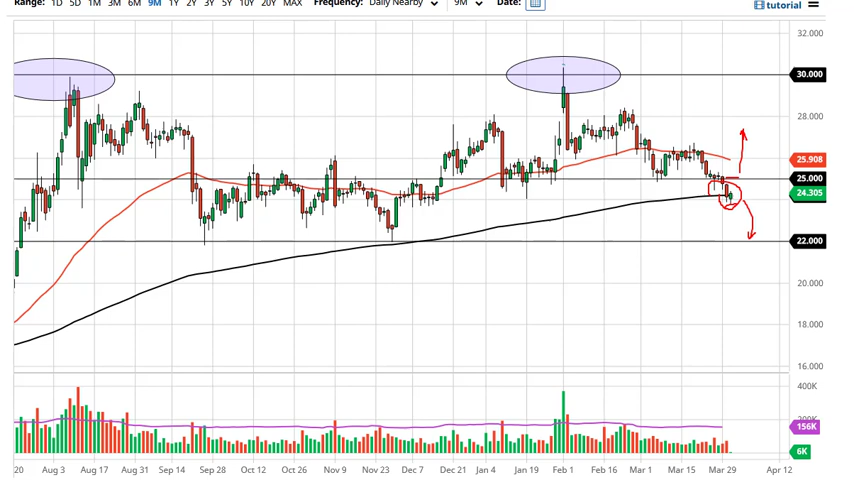 Range: 1D 5D 1M 3M 6M 9M 1Y 2Y 3Y 5Y 10Y 20Y MAX Frequency: Daily Nearby 9M Date:
tutorial
32.000
30.000
28.000
25.908
25.000
24.305
22.000
20.000
18.000
16.000
400K
156K
6K
20 Aug 3 Aug 17 Aug 31 Sep 14 Sep 28 Oct 12 Oct 26 Nov 9 Nov 23 Dec 7 Dec 21 Jan 4 Jan 19 Feb 1 Feb 16 Mar 1 Mar 15 Mar 29 Apr 12